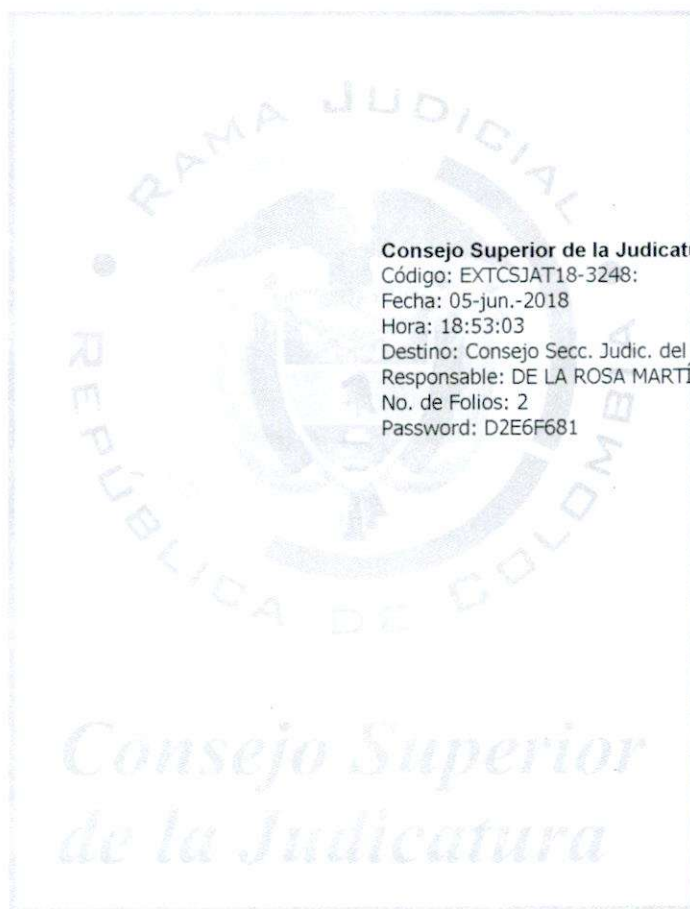 RAMA JUDICIAL
REPÚBLICA DE COLOMBIA
Consejo Superior de la Judicatu
Código: EXTCSJAT18-3248:
Fecha: 05-jun.-2018
Hora: 18:53:03
Destino: Consejo Secc. Judic. del
Responsable: DE LA ROSA MARTÍ
No. de Folios: 2
Password: D2E6F681
Consejo Superior
de la Judicatura